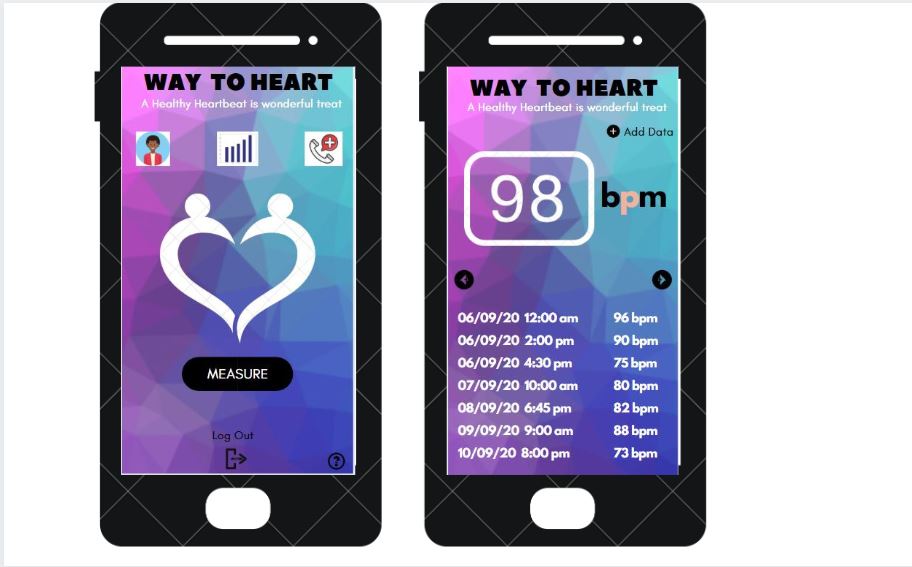 WAY TO HEART
A Healthy Heartbeat is wonderful treat
MEASURE
Log Out
?
WAY TO HEART
A Healthy Heartbeat is wonderful treat
Add Data
98 bpm
06/09/20 12:00 am 96 bpm
06/09/20 2:00 pm 90 bpm
06/09/20 4:30 pm 75 bpm
07/09/20 10:00 am 80 bpm
08/09/20 6:45 pm 82 bpm
09/09/20 9:00 am 88 bpm
10/09/20 8:00 pm 73 bpm